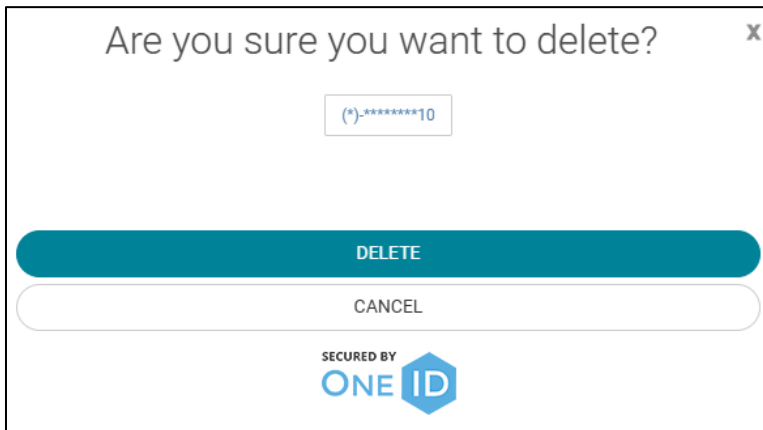 Are you sure you want to delete?
X
(*)-********10
DELETE
CANCEL
SECURED BY
ONE ID